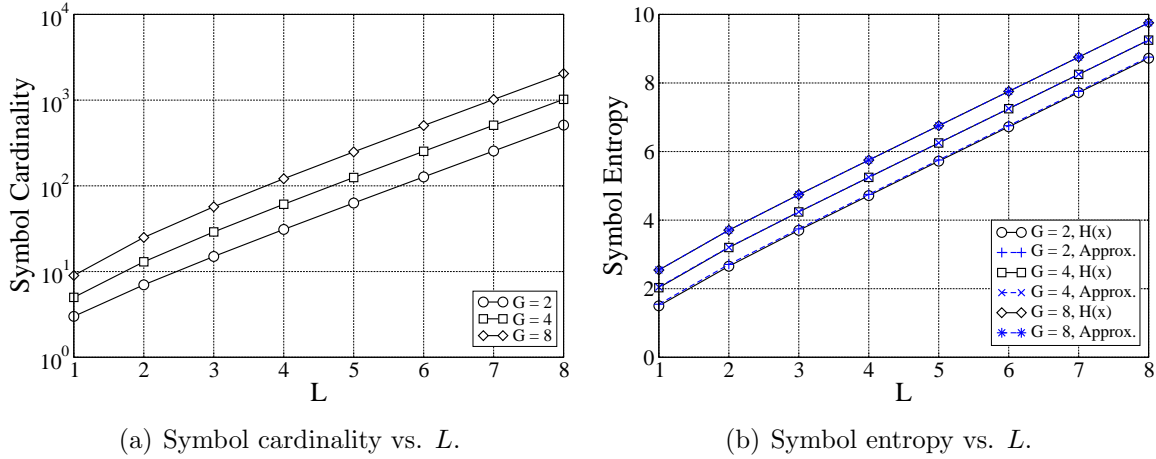 10^4
10^3
10^2
10^1
10^0
Symbol Cardinality
1 2 3 4 5 6 7 8
L
G = 2
G = 4
G = 8
(a) Symbol cardinality vs. L.
10
8
6
4
2
0
Symbol Entropy
1 2 3 4 5 6 7 8
L
G = 2, H(x)
G = 2, Approx.
G = 4, H(x)
G = 4, Approx.
G = 8, H(x)
G = 8, Approx.
(b) Symbol entropy vs. L.